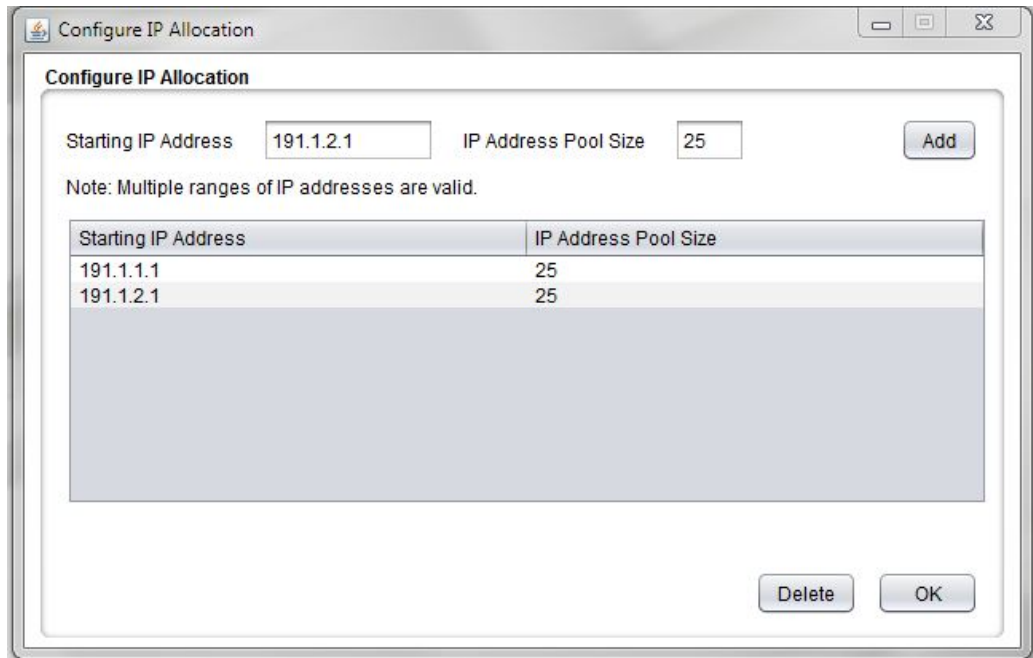 Configure IP Allocation
Configure IP Allocation
Starting IP Address 191.1.2.1 IP Address Pool Size 25 Add
Note: Multiple ranges of IP addresses are valid.
Starting IP Address IP Address Pool Size
191.1.1.1 25
191.1.2.1 25
Delete OK